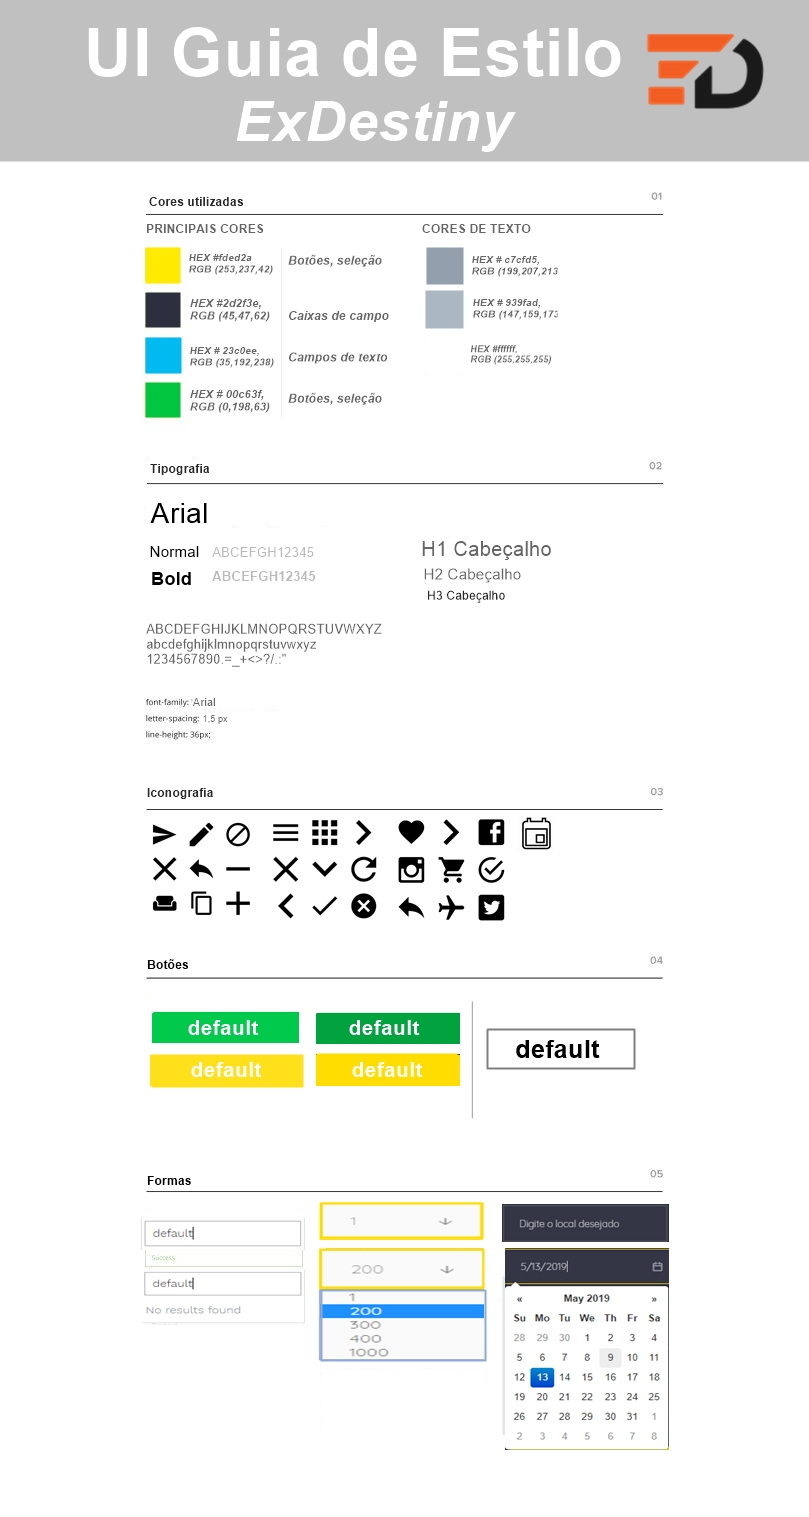 UI Guia de Estilo
ExDestiny
Cores utilizadas
01
PRINCIPAIS CORES
HEX #fded2a
RGB (253,237,42)
Botões, seleção
HEX #2d2f3e,
RGB (45,47,62)
Caixas de campo
HEX # 23c0ee,
RGB (35,192,238)
Campos de texto
HEX # 00c63f,
RGB (0,198,63)
Botões, seleção
CORES DE TEXTO
HEX # c7cfd5,
RGB (199,207,213
HEX # 939fad,
RGB (147,159,173
HEX #ffffff,
RGB (255,255,255)
Tipografia
02
Arial
Normal ABCEFGH12345
Bold ABCEFGH12345
H1 Cabeçalho
H2 Cabeçalho
H3 Cabeçalho
ABCDEFGHIJKLMNOPQRSTUVWXYZ
abcdefghijklmnopqrstuvwxyz
1234567890.=_+<>?/.:”
font-family: 'Arial
letter-spacing: 1,5 px
line-height: 36px;
Iconografia
03
Botões
04
default default
default default
default
Formas
05
default
Success
default
No results found
1
200
1
200
300
400
1000
Digite o local desejado
5/13/2019
« May 2019 »
Su Mo Tu We Th Fr Sa
28 29 30 1 2 3 4
5 6 7 8 9 10 11
12 13 14 15 16 17 18
19 20 21 22 23 24 25
26 27 28 29 30 31 1
2 3 4 5 6 7 8